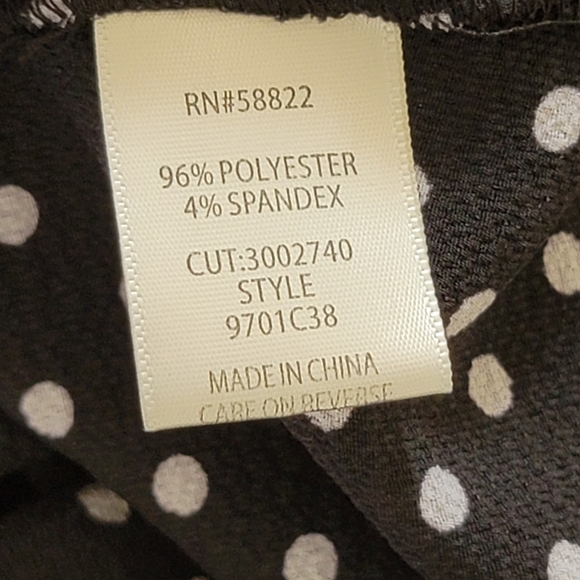 RN#58822
96% POLYESTER
4% SPANDEX
CUT:3002740
STYLE
9701C38
MADE IN CHINA
CARE ON REVERSE